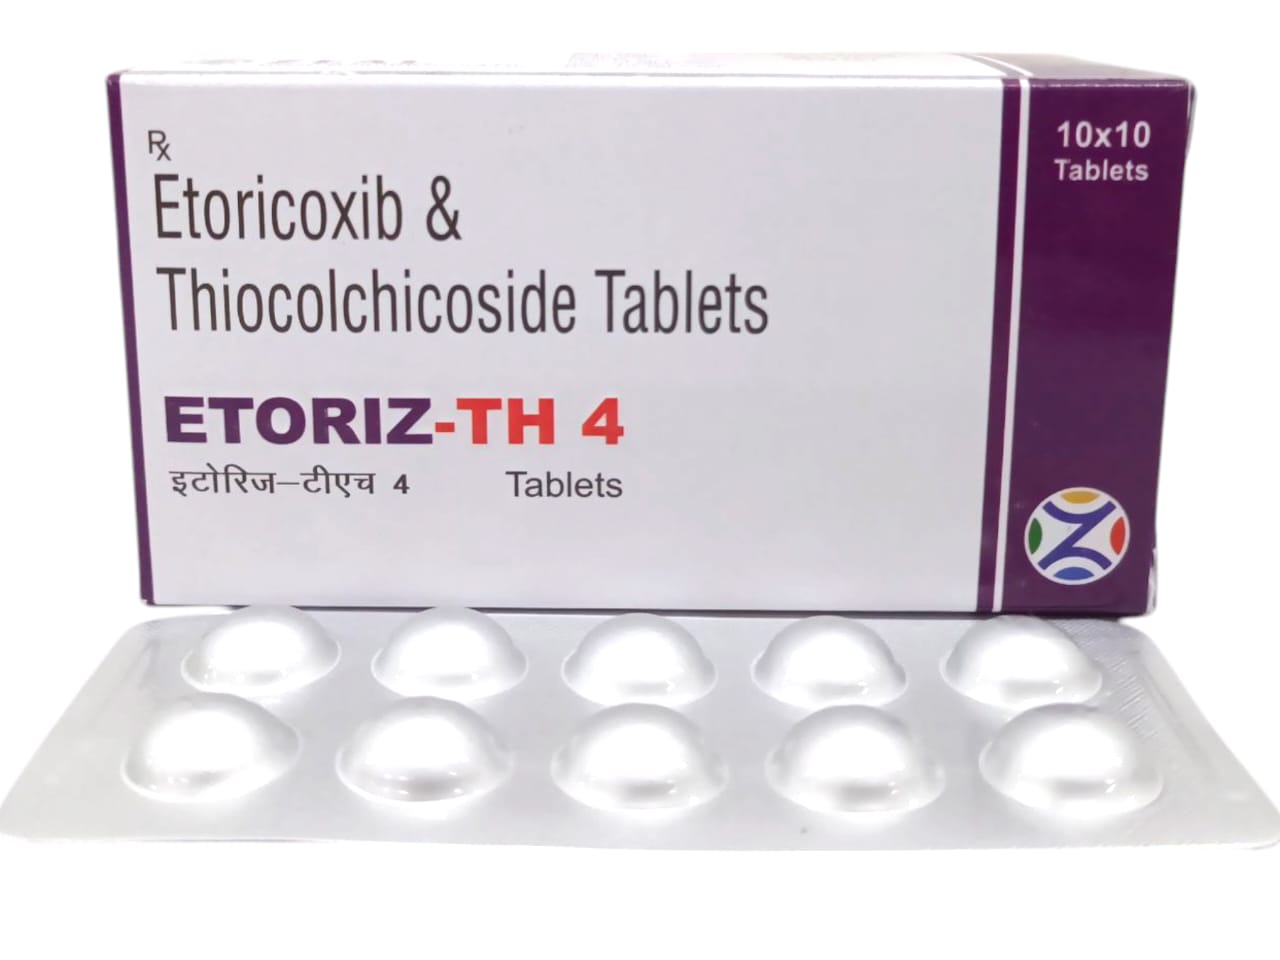 Rx
Etoricoxib &
Thiocolchicoside Tablets
ETORIZ-TH 4
इटोरिज–टीएच 4 Tablets
10x10
Tablets